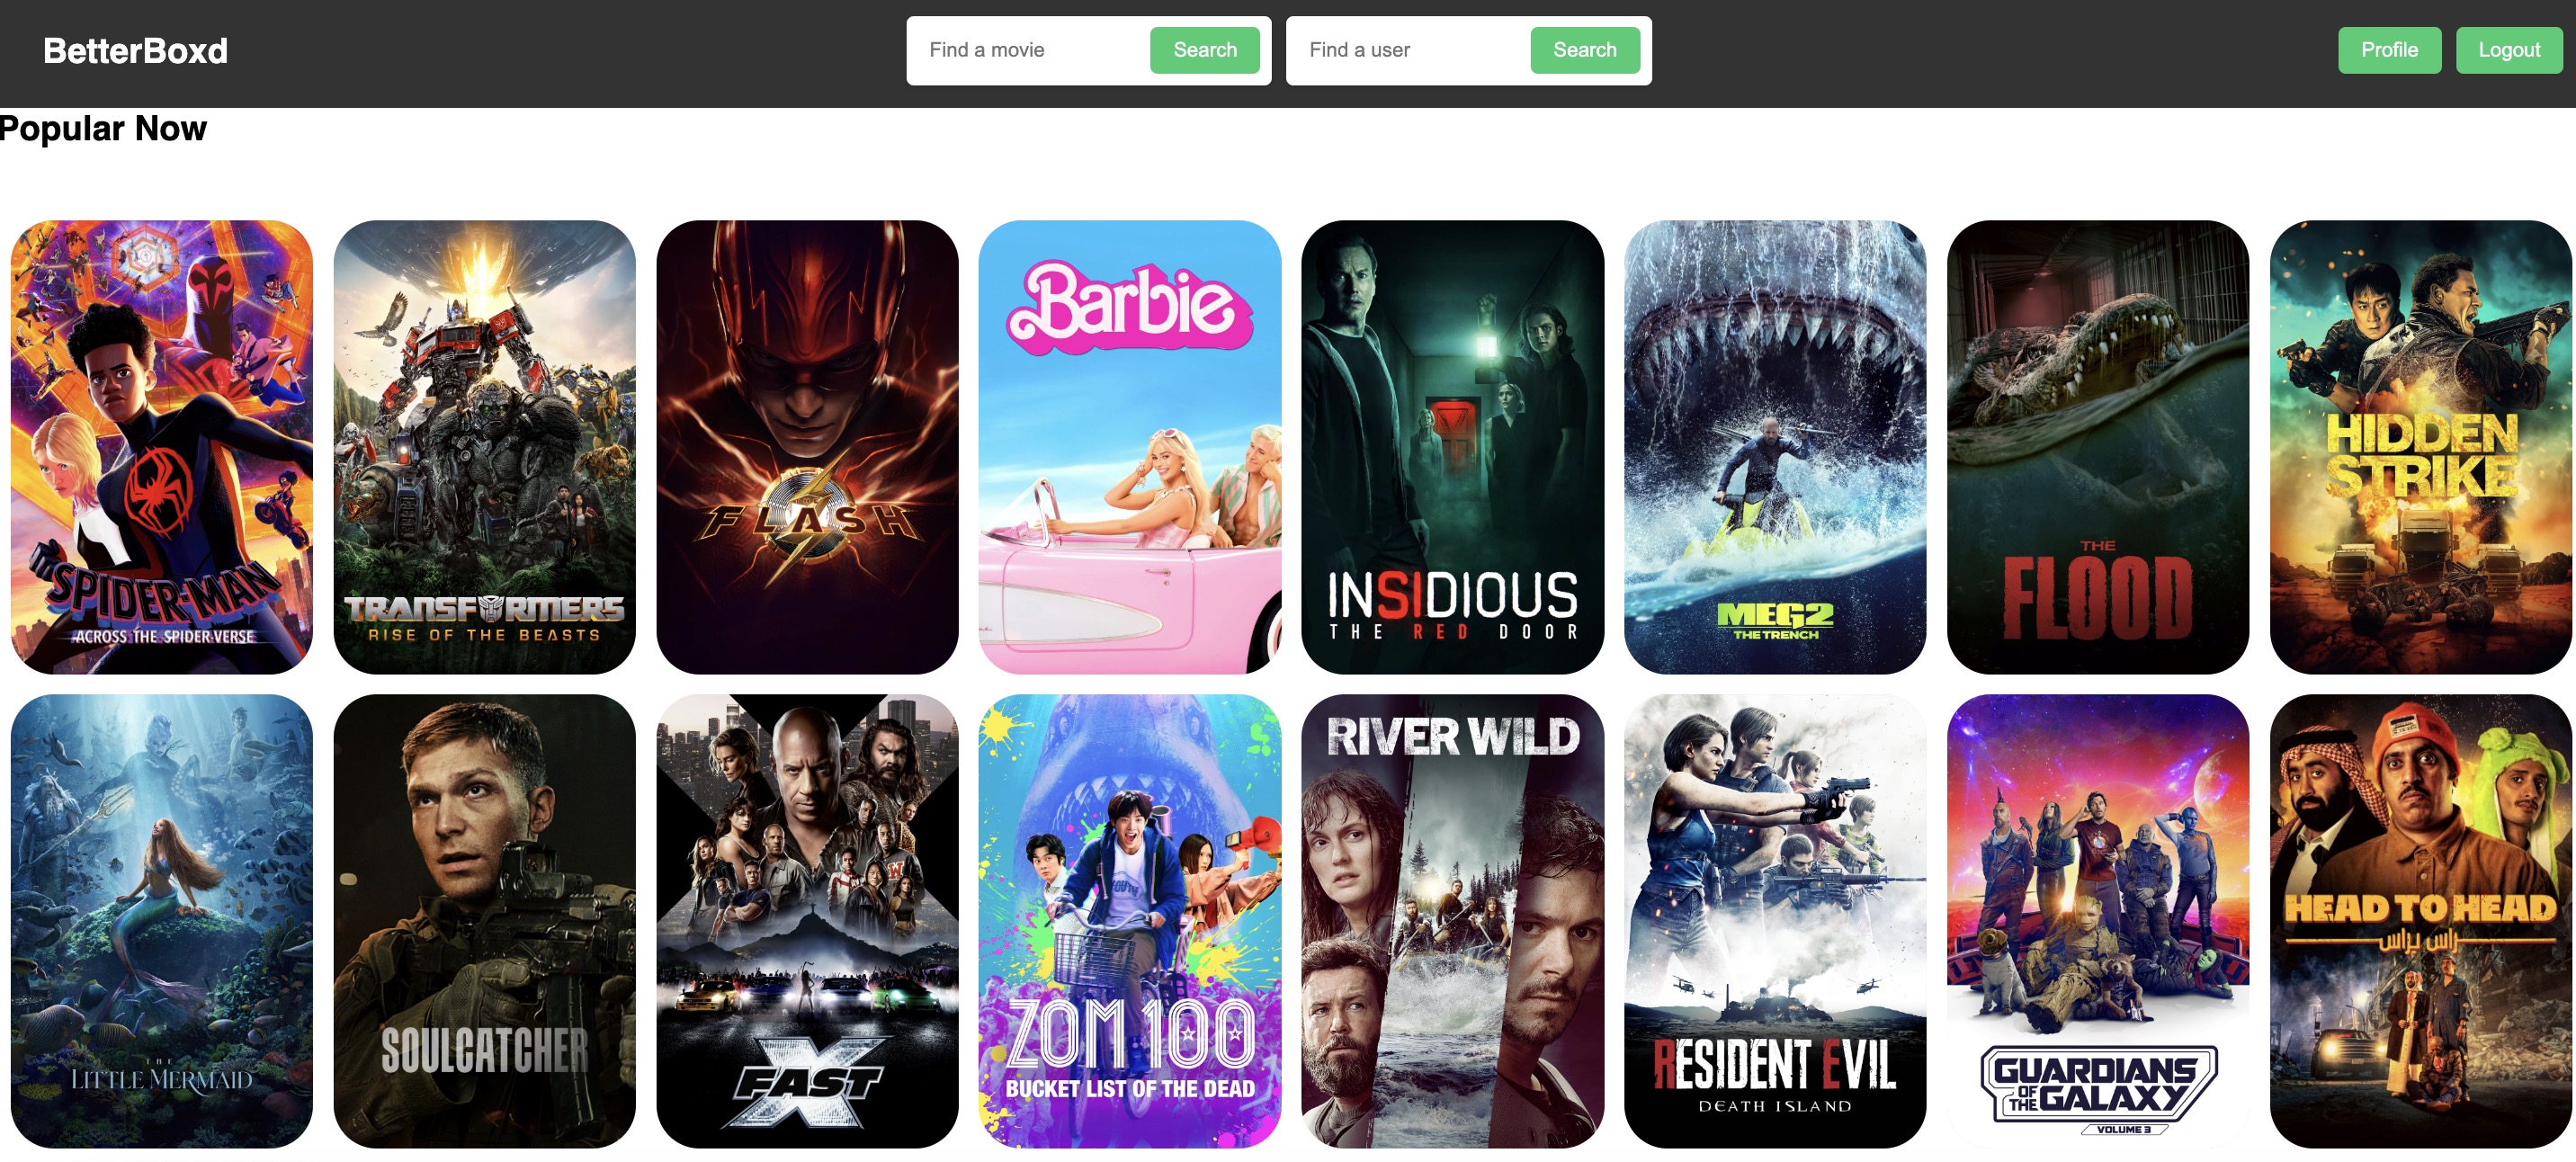 BetterBoxd
Find a movie
Search
Find a user
Search
Profile
Logout
Popular Now
SPIDER-MAN
ACROSS THE SPIDER-VERSE
TRANSFORMERS
RISE OF THE BEASTS
FLASH
Barbie
INSIDIOUS
THE RED DOOR
MEG2
THE TRENCH
THE
FLOOD
HIDDEN
STRIKE
THE
LITTLE MERMAID
SOULCATCHER
FAST X
ZOM 100
BUCKET LIST OF THE DEAD
RIVER WILD
RESIDENT EVIL
DEATH ISLAND
GUARDIANS
OF THE GALAXY
VOLUME 3
HEAD TO HEAD
راس براس